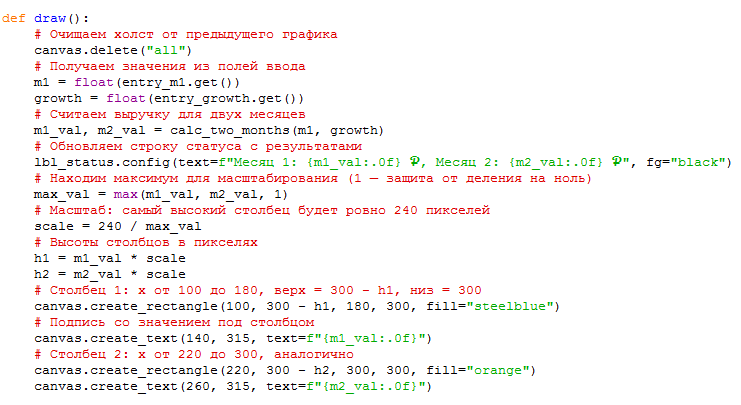 def draw():
    # Очищаем холст от предыдущего графика
    canvas.delete("all")
    # Получаем значения из полей ввода
    m1 = float(entry_m1.get())
    growth = float(entry_growth.get())
    # Считаем выручку для двух месяцев
    m1_val, m2_val = calc_two_months(m1, growth)
    # Обновляем строку статуса с результатами
    lbl_status.config(text=f"Месяц 1: {m1_val:.0f} ₽, Месяц 2: {m2_val:.0f} ₽", fg="black")
    # Находим максимум для масштабирования (1 — защита от деления на ноль)
    max_val = max(m1_val, m2_val, 1)
    # Масштаб: самый высокий столбец будет ровно 240 пикселей
    scale = 240 / max_val
    # Высоты столбцов в пикселях
    h1 = m1_val * scale
    h2 = m2_val * scale
    # Столбец 1: x от 100 до 180, верх = 300 - h1, низ = 300
    canvas.create_rectangle(100, 300 - h1, 180, 300, fill="steelblue")
    # Подпись со значением под столбцом
    canvas.create_text(140, 315, text=f"{m1_val:.0f}")
    # Столбец 2: x от 220 до 300, аналогично
    canvas.create_rectangle(220, 300 - h2, 300, 300, fill="orange")
    canvas.create_text(260, 315, text=f"{m2_val:.0f}")